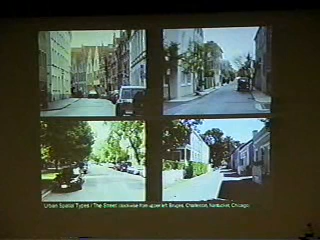 Urban Spatial Types / The Street clockwise from upper left: Bruges, Charleston, Nantucket, Chicago